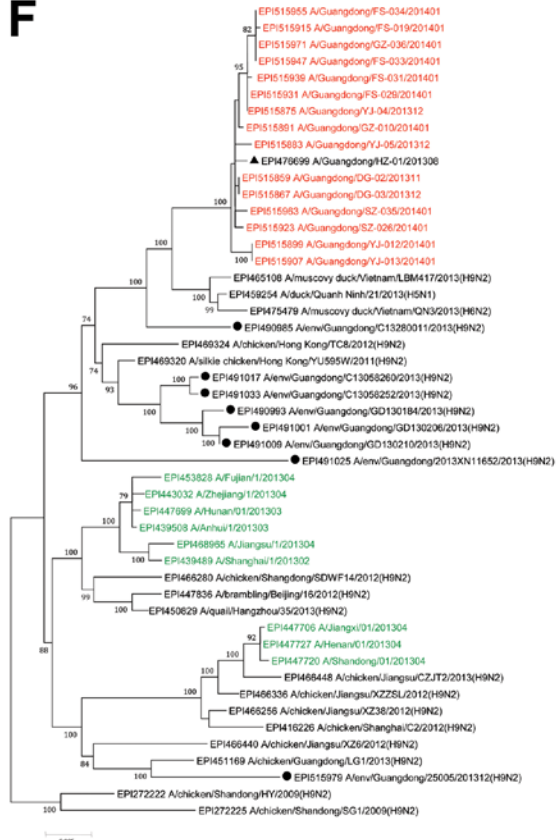 F
EPI515955 A/Guangdong/FS-034/201401
EPI515915 A/Guangdong/FS-019/201401
82
EPI515971 A/Guangdong/GZ-036/201401
EPI515947 A/Guangdong/FS-033/201401
95
EPI515939 A/Guangdong/FS-031/201401
EPI515931 A/Guangdong/FS-029/201401
EPI515875 A/Guangdong/YJ-04/201312
EPI515891 A/Guangdong/GZ-010/201401
EPI515883 A/Guangdong/YJ-05/201312
EPI476699 A/Guangdong/HZ-01/201308
EPI515859 A/Guangdong/DG-02/201311
EPI515867 A/Guangdong/DG-03/201312
100
EPI515963 A/Guangdong/SZ-035/201401
EPI515923 A/Guangdong/SZ-026/201401
EPI515899 A/Guangdong/YJ-012/201401
100
EPI515907 A/Guangdong/YJ-013/201401
100
EPI465108 A/muscovy duck/Vietnam/LBM417/2013(H9N2)
100
EPI459254 A/duck/Quanh Ninh/21/2013(H5N1)
99
EPI475479 A/muscovy duck/Vietnam/QN3/2013(H6N2)
100
EPI490985 A/env/Guangdong/C13280011/2013(H9N2)
74
EPI469324 A/chicken/Hong Kong/TC8/2012(H9N2)
EPI469320 A/silkie chicken/Hong Kong/YU595W/2011(H9N2)
74
EPI491017 A/env/Guangdong/C13058260/2013(H9N2)
100
93
96
EPI491033 A/env/Guangdong/C13058252/2013(H9N2)
EPI490993 A/env/Guangdong/GD130184/2013(H9N2)
100
100
EPI491001 A/env/Guangdong/GD130206/2013(H9N2)
100
EPI491009 A/env/Guangdong/GD130210/2013(H9N2)
EPI491025 A/env/Guangdong/2013XN11652/2013(H9N2)
EPI453828 A/Fujian/1/201304
79
EPI443032 A/Zhejiang/1/201304
EPI447699 A/Hunan/01/201303
100
EPI439508 A/Anhui/1/201303
EPI468965 A/Jiangsu/1/201304
100
100
EPI439489 A/Shanghai/1/201302
EPI466280 A/chicken/Shangdong/SDWF14/2012(H9N2)
99
EPI447836 A/brambling/Beijing/16/2012(H9N2)
100
EPI450829 A/quail/Hangzhou/35/2013(H9N2)
EPI447706 A/Jiangxi/01/201304
92
EPI447727 A/Henan/01/201304
88
100
EPI447720 A/Shandong/01/201304
100
EPI466448 A/chicken/Jiangsu/CZJT2/2013(H9N2)
100
EPI466336 A/chicken/Jiangsu/XZZSL/2012(H9N2)
EPI466256 A/chicken/Jiangsu/XZ38/2012(H9N2)
100
EPI416226 A/chicken/Shanghai/C2/2012(H9N2)
100
EPI466440 A/chicken/Jiangsu/XZ6/2012(H9N2)
84
EPI451169 A/chicken/Guangdong/LG1/2013(H9N2)
100
EPI515979 A/env/Guangdong/25005/201312(H9N2)
EPI272222 A/chicken/Shandong/HY/2009(H9N2)
100
EPI272225 A/chicken/Shandong/SG1/2009(H9N2)